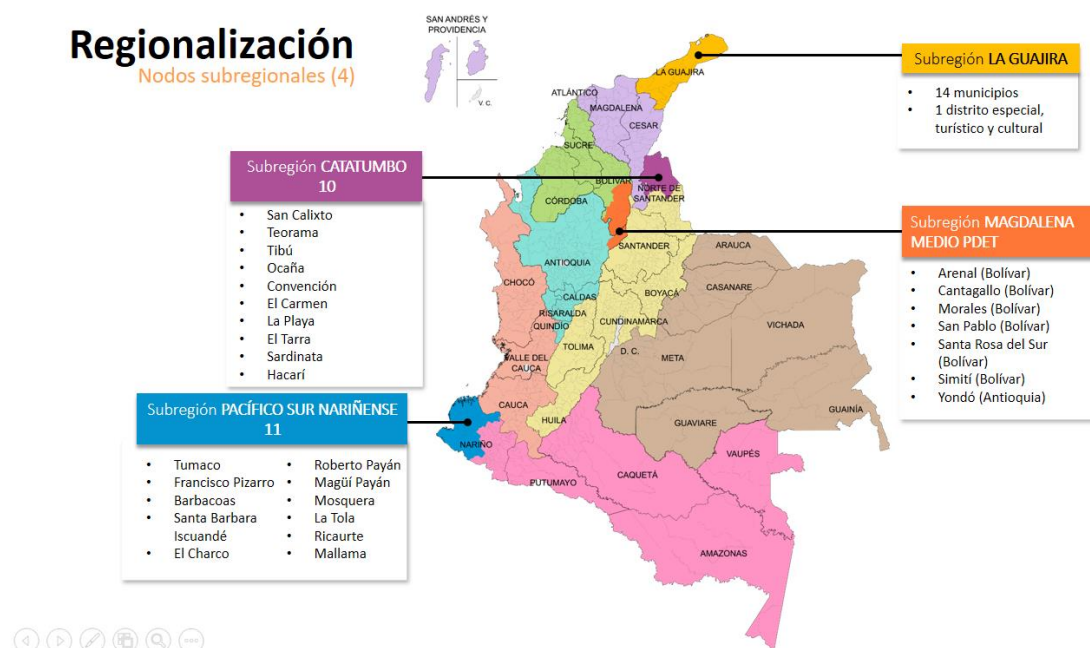 Regionalización
Nodos subregionales (4)
SAN ANDRÉS Y
PROVIDENCIA
V. C.
Subregión LA GUAJIRA
• 14 municipios
• 1 distrito especial,
turístico y cultural
Subregión CATATUMBO
10
• San Calixto
• Teorama
• Tibú
• Ocaña
• Convención
• El Carmen
• La Playa
• El Tarra
• Sardinata
• Hacarí
Subregión MAGDALENA
MEDIO PDET
• Arenal (Bolívar)
• Cantagallo (Bolívar)
• Morales (Bolívar)
• San Pablo (Bolívar)
• Santa Rosa del Sur
(Bolívar)
• Simití (Bolívar)
• Yondó (Antioquia)
Subregión PACÍFICO SUR NARIÑENSE
11
• Tumaco
• Francisco Pizarro
• Barbacoas
• Santa Barbara
Iscuandé
• El Charco
• Roberto Payán
• Magüí Payán
• Mosquera
• La Tola
• Ricaurte
• Mallama
LA GUAJIRA
ATLÁNTICO
MAGDALENA
CESAR
SUCRE
BOLÍVAR
NORTE DE
SANTANDER
CÓRDOBA
SANTANDER
ARAUCA
ANTIOQUIA
CHOCÓ
CASANARE
BOYACÁ
CALDAS
RISARALDA
CUNDINAMARCA
QUINDÍO
VICHADA
TOLIMA
D. C.
META
VALLE DEL
CAUCA
CAUCA
HUILA
GUAINÍA
GUAVIARE
NARIÑO
VAUPÉS
CAQUETÁ
PUTUMAYO
AMAZONAS